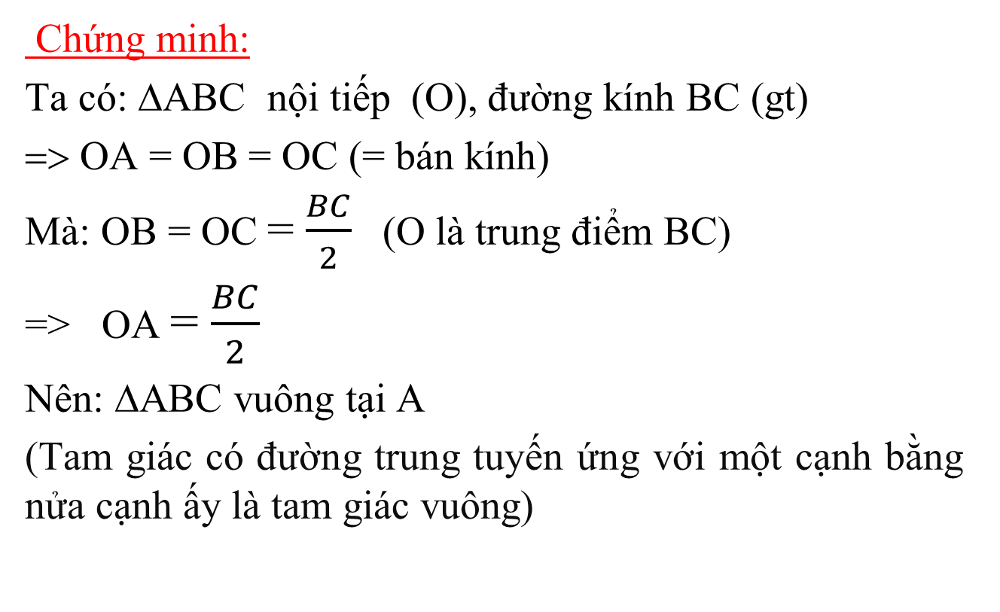 Chứng minh:
Ta có: ΔABC nội tiếp (O), đường kính BC (gt)
=> OA = OB = OC (= bán kính)
Mà: OB = OC = BC/2 (O là trung điểm BC)
=> OA = BC/2
Nên: ΔABC vuông tại A
(Tam giác có đường trung tuyến ứng với một cạnh bằng
nửa cạnh ấy là tam giác vuông)